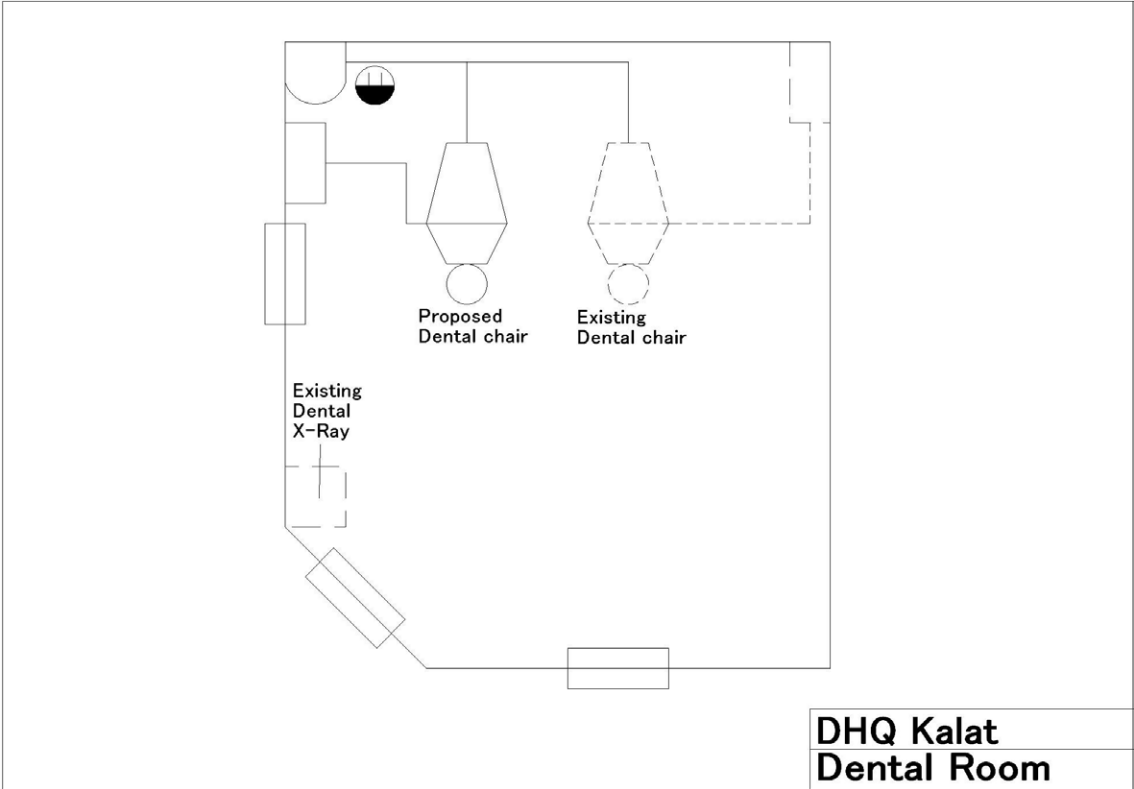 Proposed
Dental chair
Existing
Dental chair
Existing
Dental
X-Ray
DHQ Kalat
Dental Room